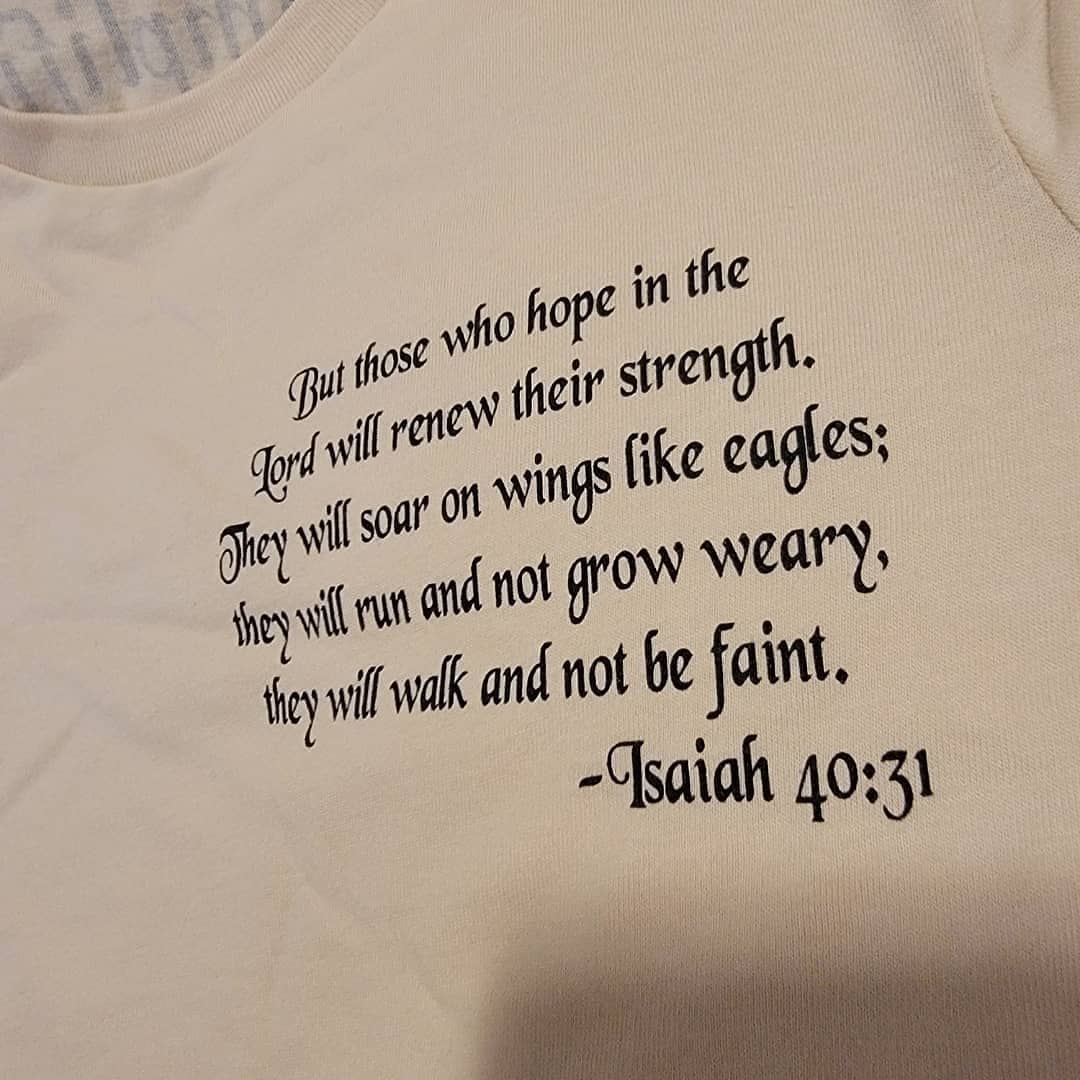 But those who hope in the
Lord will renew their strength.
They will soar on wings like eagles;
they will run and not grow weary,
they will walk and not be faint.
-Isaiah 40:31